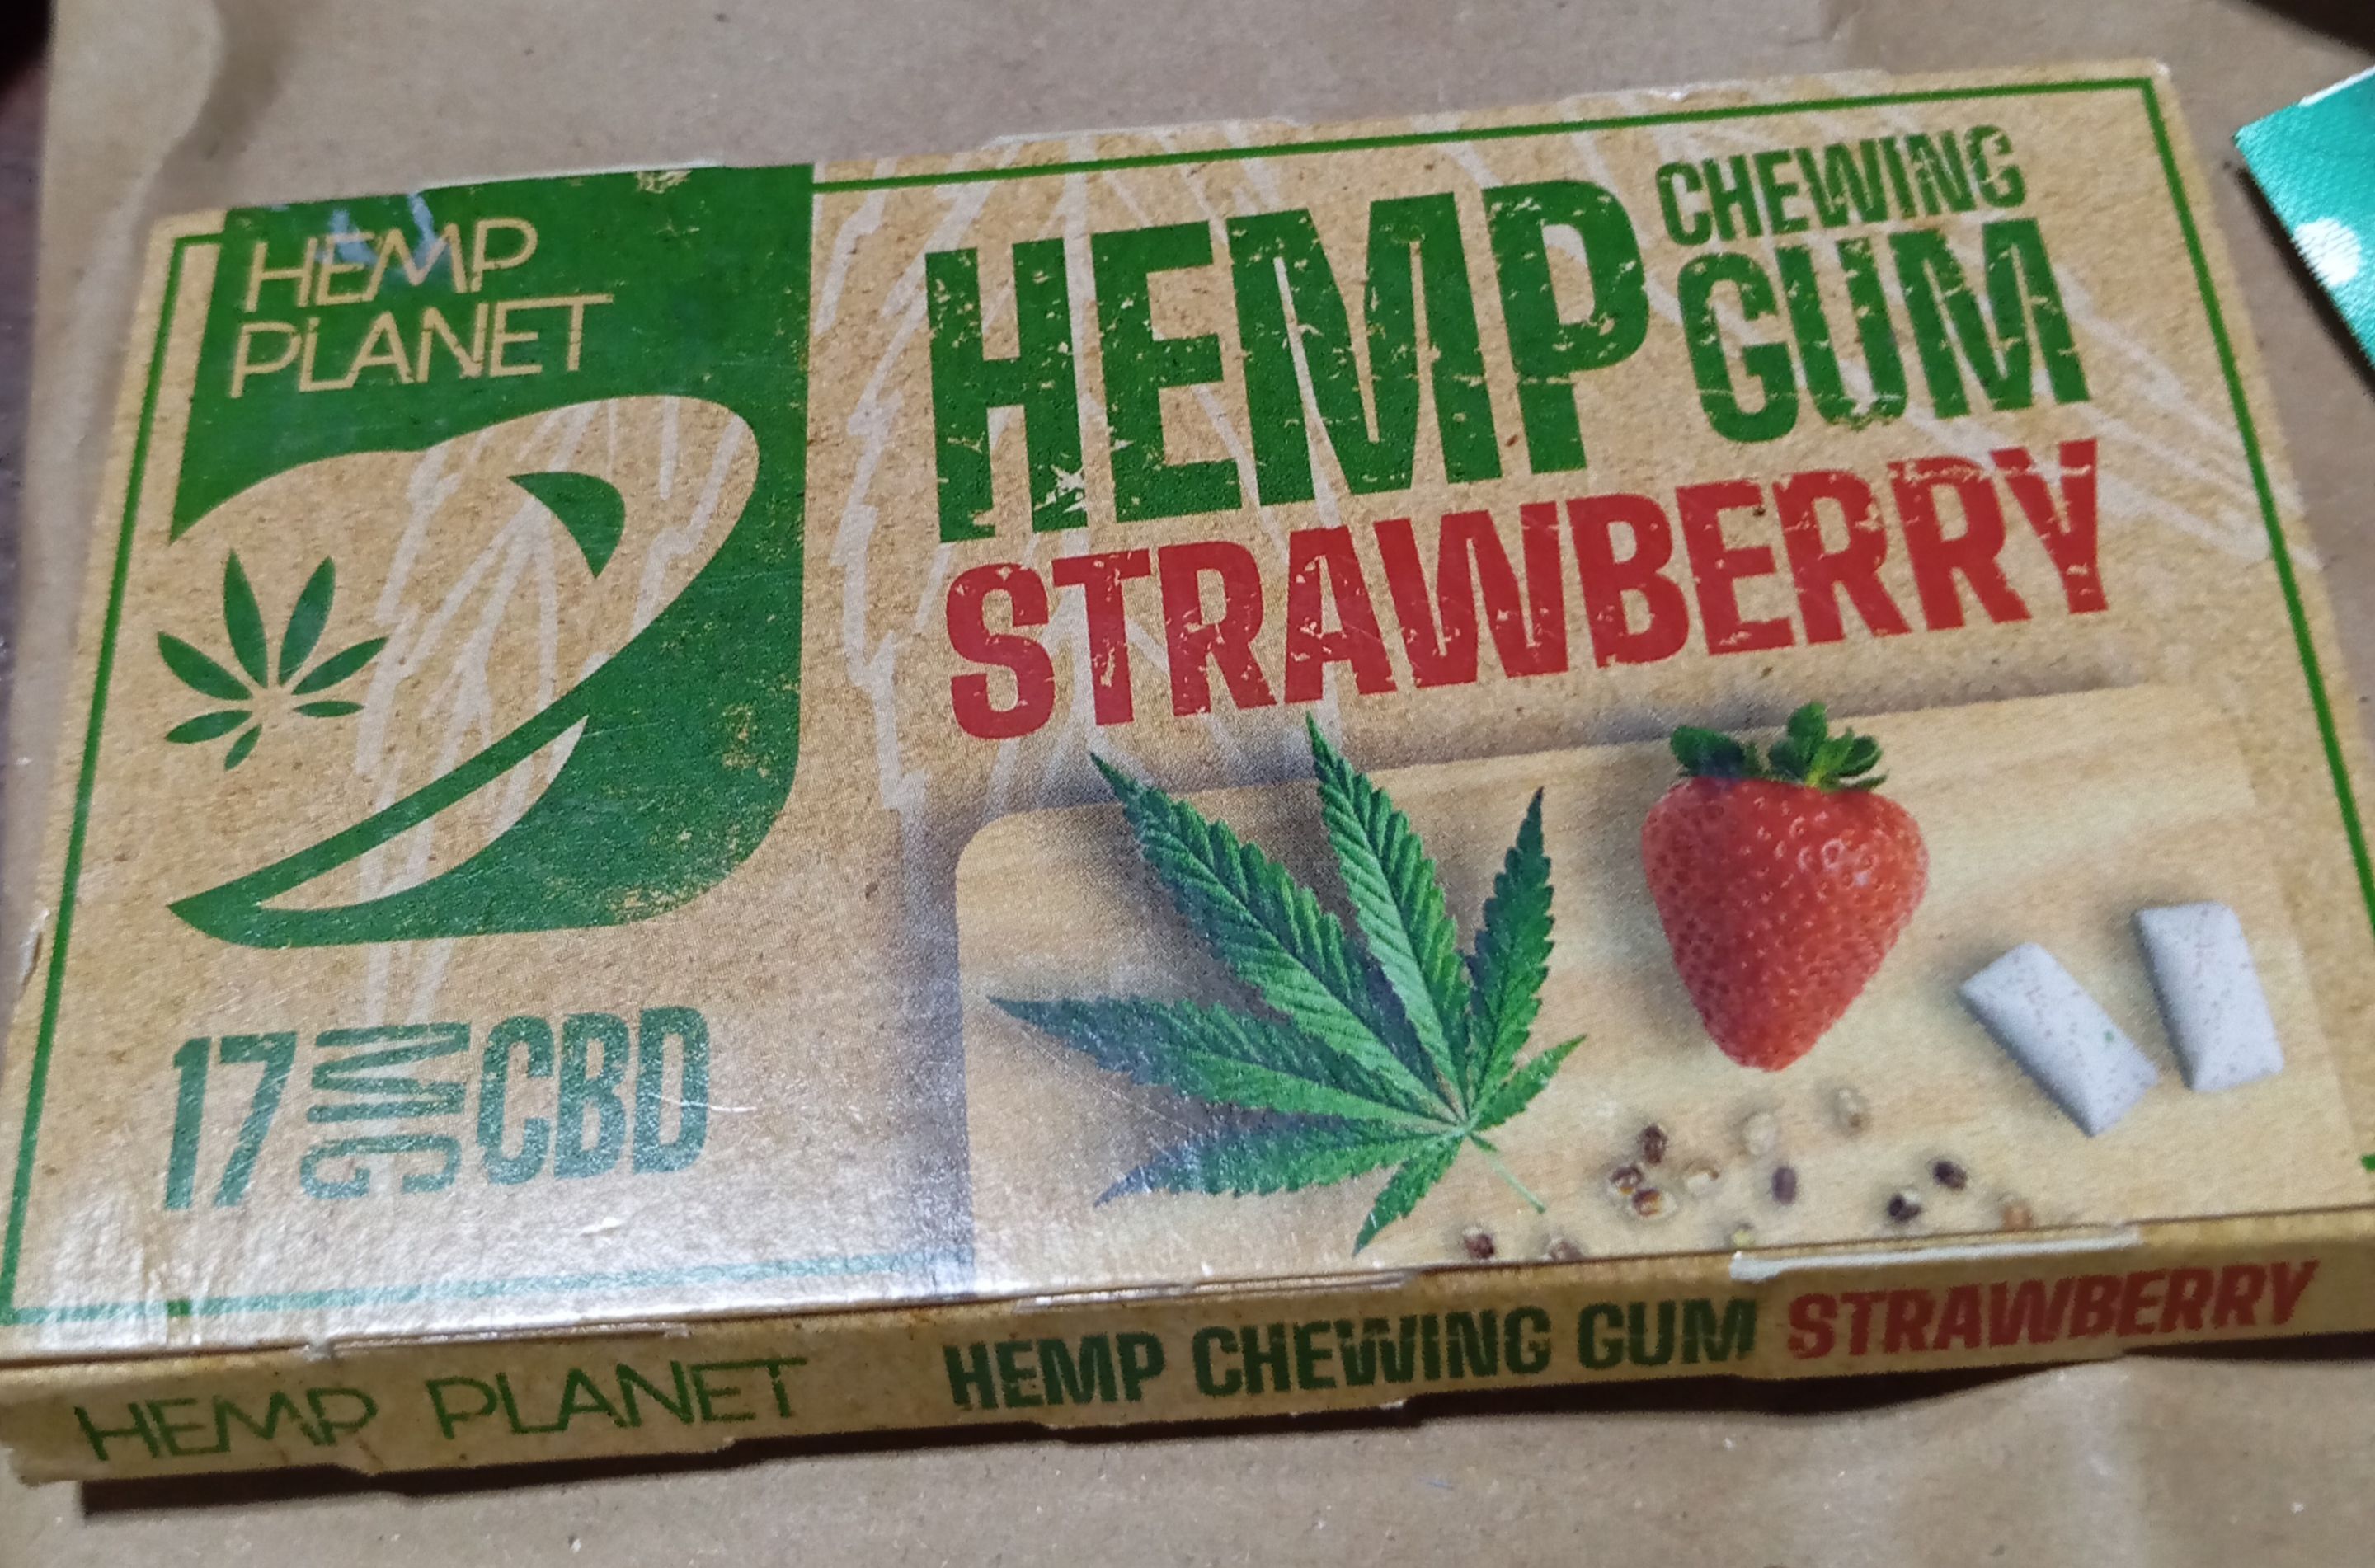 HEMP
PLANET
HEMP CHEWING GUM
STRAWBERRY
17 MG CBD
HEMP PLANET HEMP CHEWING GUM STRAWBERRY